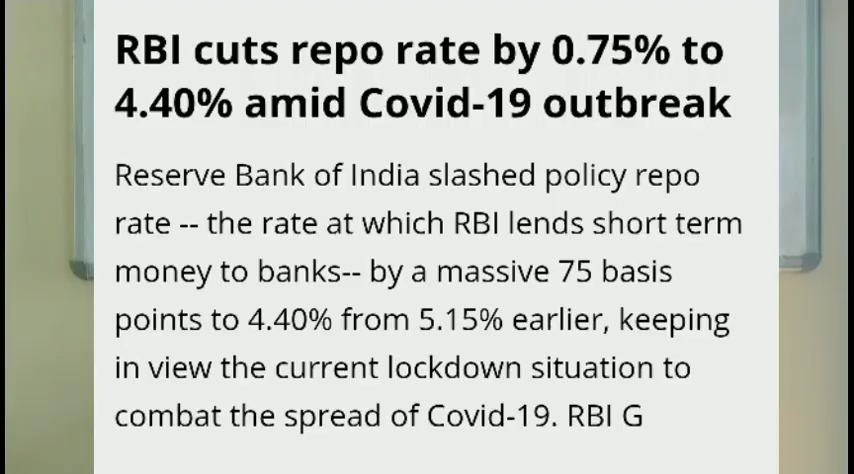 RBI cuts repo rate by 0.75% to
4.40% amid Covid-19 outbreak
Reserve Bank of India slashed policy repo
rate -- the rate at which RBI lends short term
money to banks-- by a massive 75 basis
points to 4.40% from 5.15% earlier, keeping
in view the current lockdown situation to
combat the spread of Covid-19. RBI G